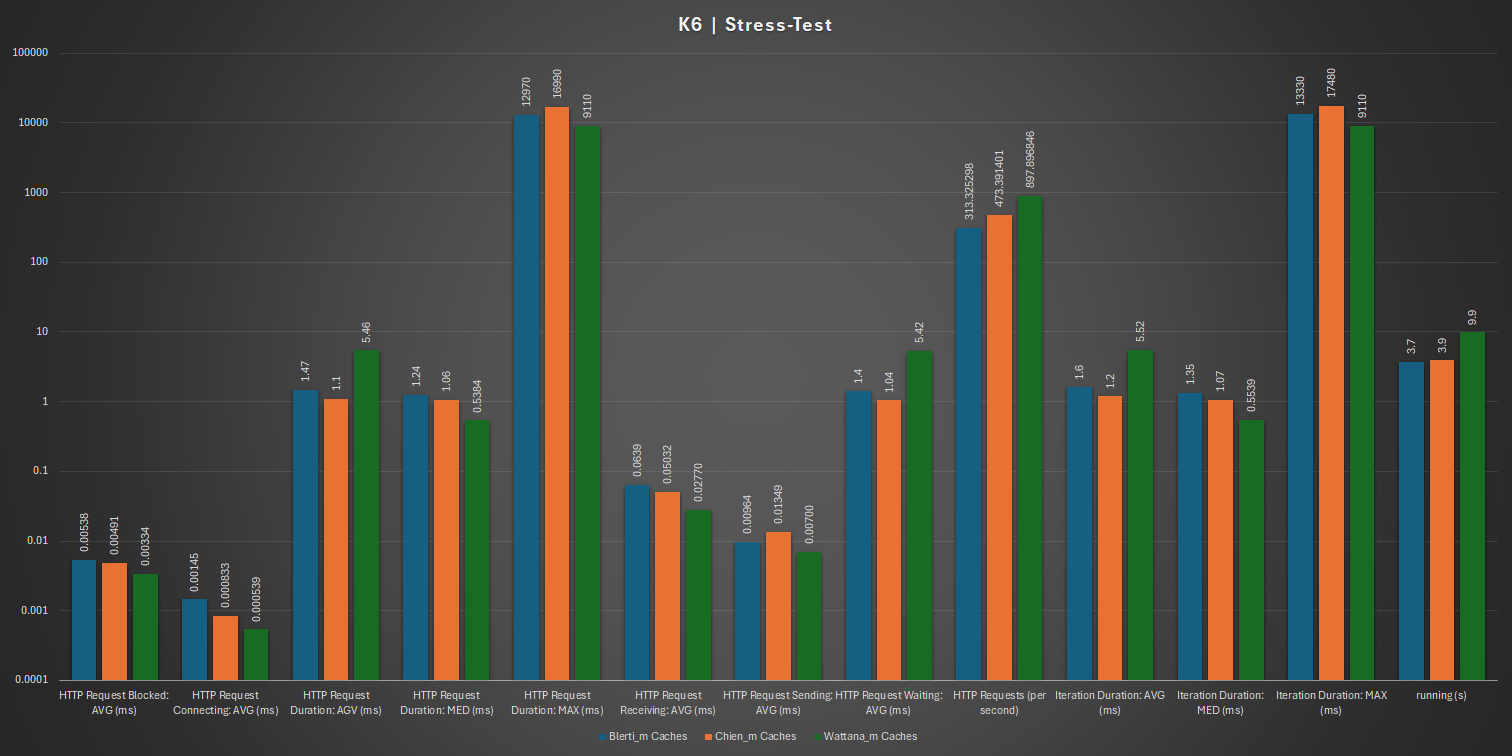 K6 | Stress-Test
100000
10000
1000
100
10
1
0.1
0.01
0.001
0.0001
0.00538
0.00491
0.00334
0.00145
0.000833
0.000539
1.47
1.1
5.46
1.24
1.06
0.5384
12970
16990
9110
0.0639
0.05032
0.02770
0.00964
0.01349
0.00700
1.4
1.04
5.42
313.325298
473.391401
897.896846
1.6
1.2
5.52
1.35
1.07
0.5539
13330
17480
9110
3.7
3.9
9.9
HTTP Request Blocked:
AVG (ms)
HTTP Request
Connecting: AVG (ms)
HTTP Request
Duration: AGV (ms)
HTTP Request
Duration: MED (ms)
HTTP Request
Duration: MAX (ms)
HTTP Request
Receiving: AVG (ms)
HTTP Request Sending:
AVG (ms)
HTTP Request Waiting:
AVG (ms)
HTTP Requests (per
second)
Iteration Duration: AVG
(ms)
Iteration Duration:
MED (ms)
Iteration Duration: MAX
(ms)
running (s)
Blerti_m Caches
Chien_m Caches
Wattana_m Caches